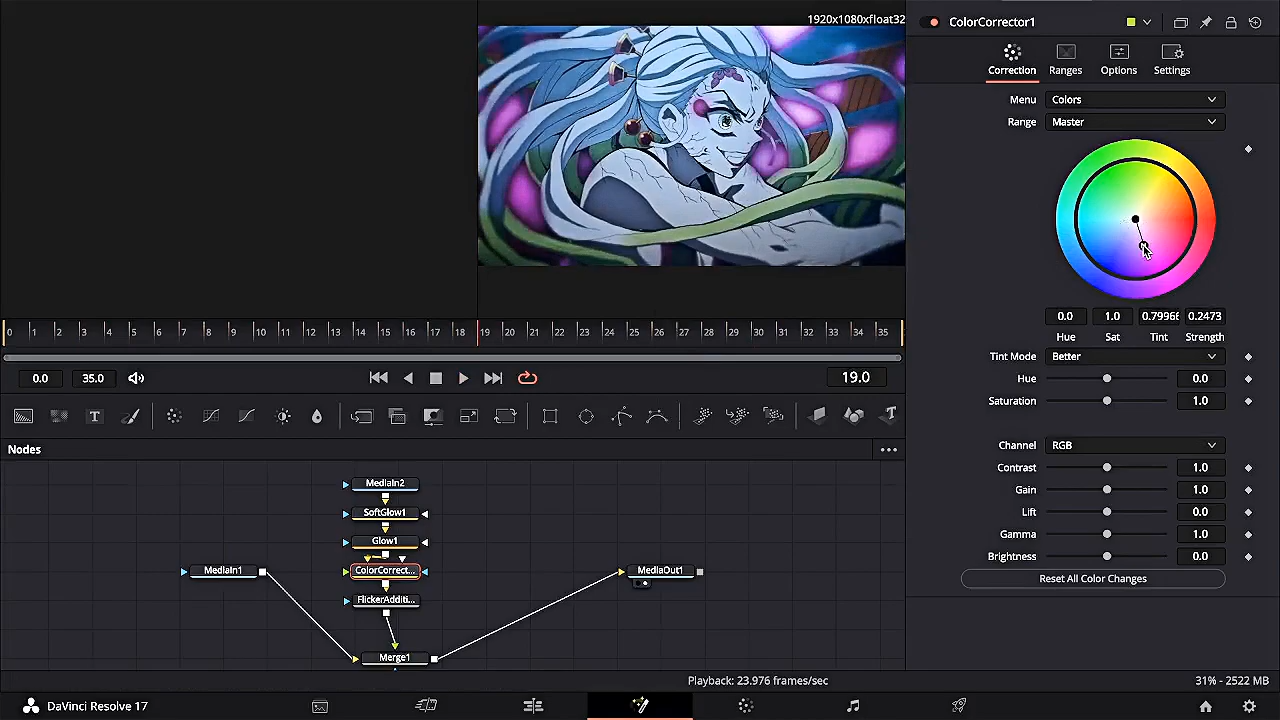 1920x1080xfloat32
ColorCorrector1
Correction Ranges Options Settings
Menu Colors
Range Master
0.0 1.0 0.7996 0.2473
Hue Sat Tint Strength
Tint Mode Better
Hue 0.0
Saturation 1.0
Channel RGB
Contrast 1.0
Gain 1.0
Lift 0.0
Gamma 1.0
Brightness 0.0
Reset All Color Changes
0 1 2 3 4 5 6 7 8 9 10 11 12 13 14 15 16 17 18 19 20 21 22 23 24 25 26 27 28 29 30 31 32 33 34 35
0.0 35.0 19.0
T T
Nodes
MediaIn2
SoftGlow1
Glow1
MediaIn1 ColorCorrect... MediaOut1
FlickerAdditi...
Merge1
Playback: 23.976 frames/sec 31% - 2522 MB
DaVinci Resolve 17